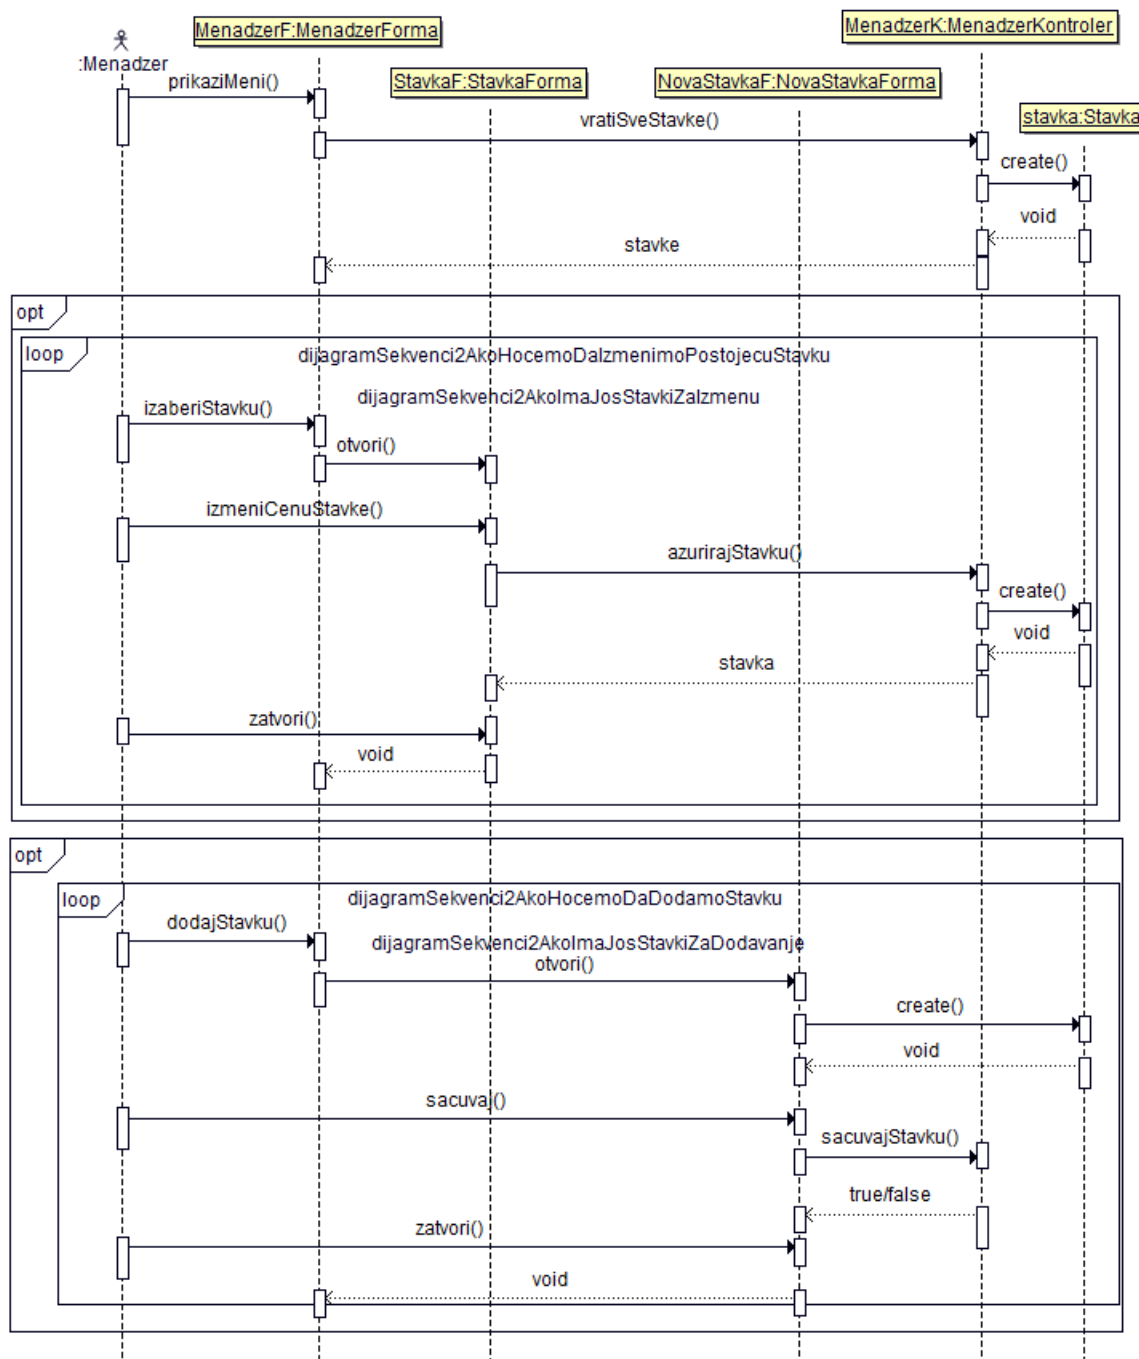 MenadzerF:MenadzerForma
MenadzerK:MenadzerKontroler
:Menadzer
StavkaF:StavkaForma
NovaStavkaF:NovaStavkaForma
stavka:Stavka
prikaziMeni()
vratiSveStavke()
create()
void
stavke
opt
loop
dijagramSekvenci2AkoHocemoDaIzmenimoPostojecuStavku
dijagramSekvenci2AkoImaJosStavkiZaIzmenu
izaberiStavku()
otvori()
izmeniCenuStavke()
azurirajStavku()
create()
void
stavka
zatvori()
void
opt
loop
dijagramSekvenci2AkoHocemoDaDodamoStavku
dodajStavku()
dijagramSekvenci2AkoImaJosStavkiZaDodavanje
otvori()
create()
void
sacuvaj()
sacuvajStavku()
true/false
zatvori()
void